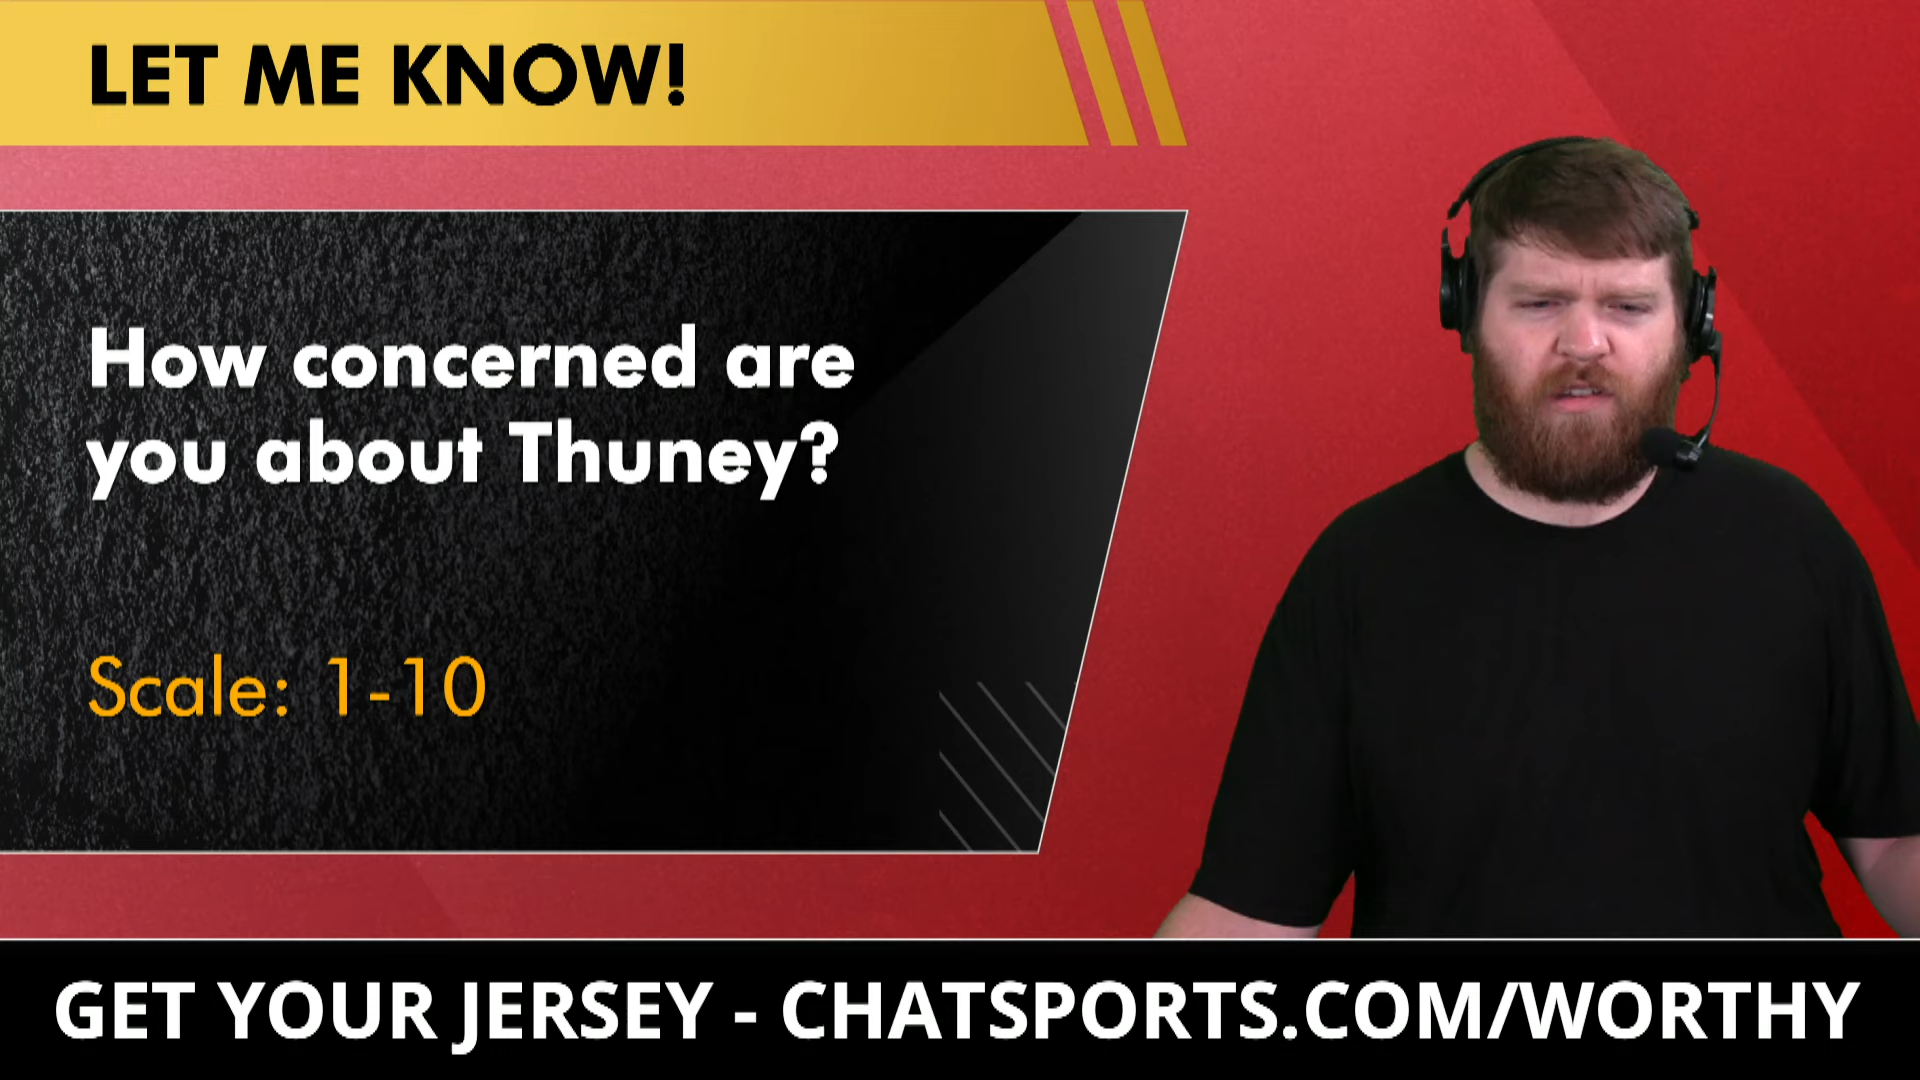 LET ME KNOW!
How concerned are
you about Thuney?
Scale: 1-10
GET YOUR JERSEY - CHATSPORTS.COM/WORTHY